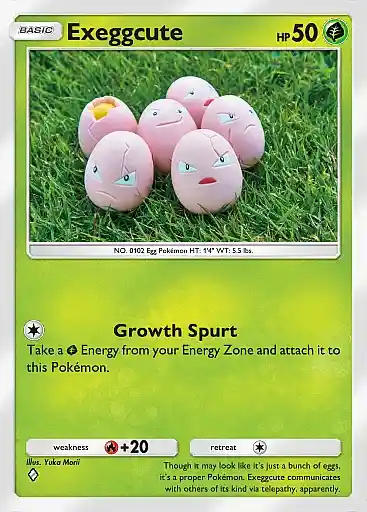 BASIC Exeggcute HP 50
NO. 0102 Egg Pokémon HT: 1'4" WT: 5.5 lbs.
Growth Spurt
Take a Energy from your Energy Zone and attach it to
this Pokémon.
weakness +20 retreat
Illus. Yuka Morii
Though it may look like it's just a bunch of eggs,
it's a proper Pokémon. Exeggcute communicates
with others of its kind via telepathy, apparently.